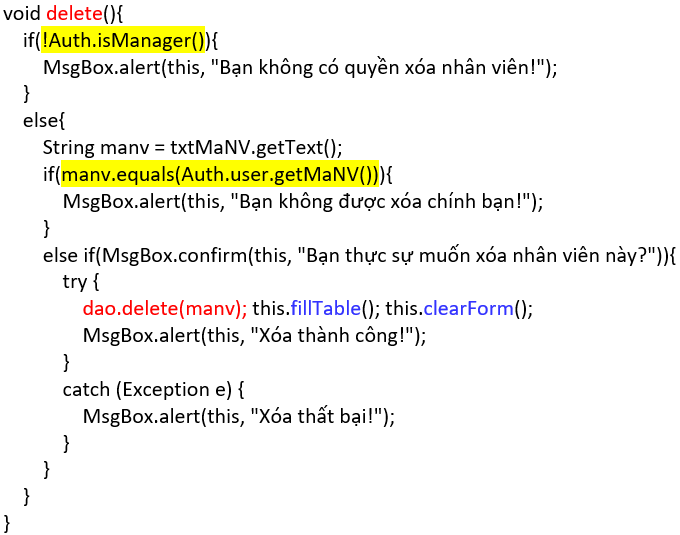 void delete(){
if(!Auth.isManager()){
MsgBox.alert(this, "Bạn không có quyền xóa nhân viên!");
}
else{
String manv = txtMaNV.getText();
if(manv.equals(Auth.user.getMaNV())){
MsgBox.alert(this, "Bạn không được xóa chính bạn!");
}
else if(MsgBox.confirm(this, "Bạn thực sự muốn xóa nhân viên này?")){
try {
dao.delete(manv); this.fillTable(); this.clearForm();
MsgBox.alert(this, "Xóa thành công!");
}
catch (Exception e) {
MsgBox.alert(this, "Xóa thất bại!");
}
}
}
}